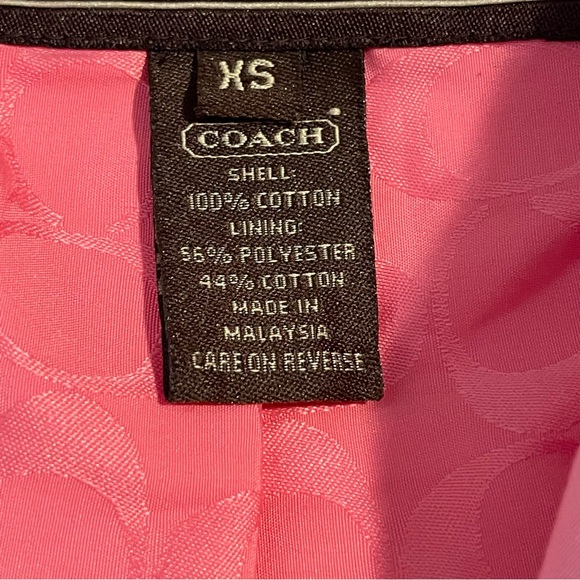 XS
COACH
SHELL:
100% COTTON
LINING:
56% POLYESTER
44% COTTON
MADE IN
MALAYSIA
CARE ON REVERSE